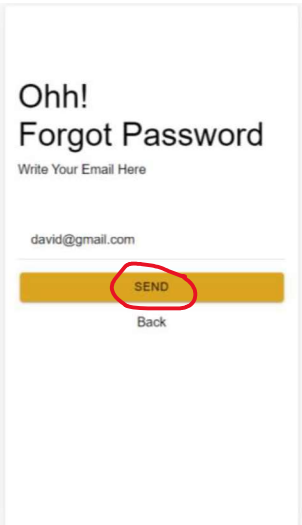 Ohh!
Forgot Password
Write Your Email Here
david@gmail.com
SEND
Back